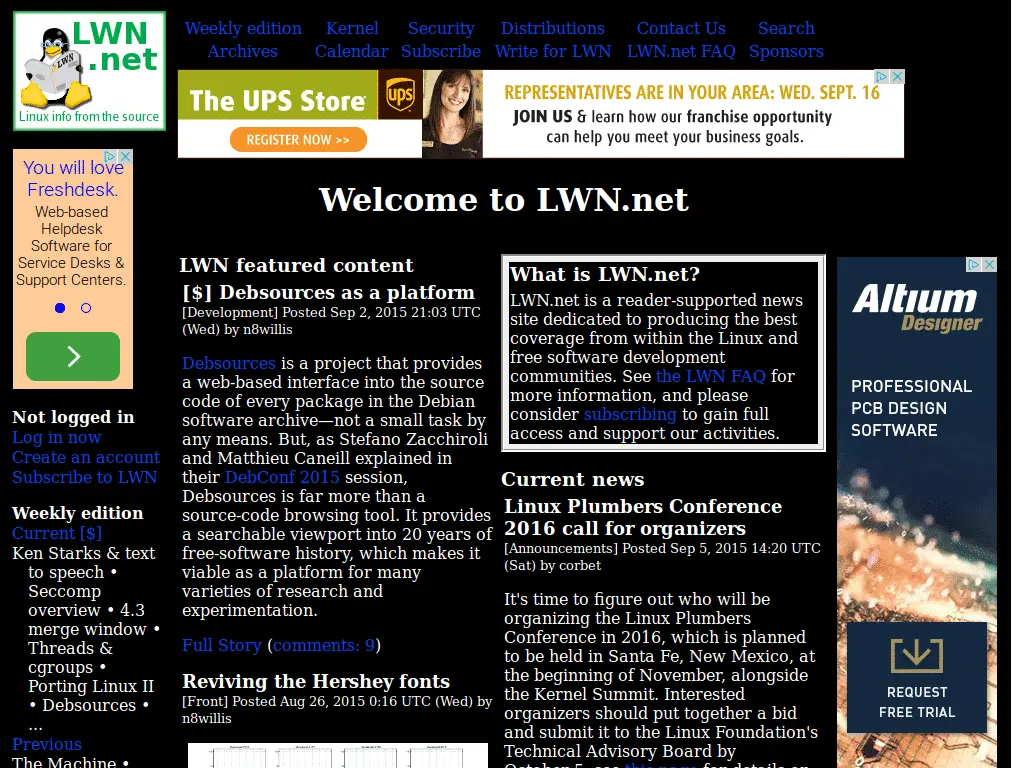 LWN
.net
LWN
Linux info from the source
Weekly edition Kernel Security Distributions Contact Us Search
Archives Calendar Subscribe Write for LWN LWN.net FAQ Sponsors
The UPS Store
ups
REGISTER NOW >>
REPRESENTATIVES ARE IN YOUR AREA: WED. SEPT. 16
JOIN US & learn how our franchise opportunity
can help you meet your business goals.
You will love
Freshdesk.
Web-based
Helpdesk
Software for
Service Desks &
Support Centers.
Not logged in
Log in now
Create an account
Subscribe to LWN
Weekly edition
Current [$]
Ken Starks & text
to speech •
Seccomp
overview • 4.3
merge window •
Threads &
cgroups •
Porting Linux II
• Debsources •
...
Previous
The Machine •
Welcome to LWN.net
LWN featured content
[$] Debsources as a platform
[Development] Posted Sep 2, 2015 21:03 UTC
(Wed) by n8willis
Debsources is a project that provides
a web-based interface into the source
code of every package in the Debian
software archive—not a small task by
any means. But, as Stefano Zacchiroli
and Matthieu Caneill explained in
their DebConf 2015 session,
Debsources is far more than a
source-code browsing tool. It provides
a searchable viewport into 20 years of
free-software history, which makes it
viable as a platform for many
varieties of research and
experimentation.
Full Story (comments: 9)
Reviving the Hershey fonts
[Front] Posted Aug 26, 2015 0:16 UTC (Wed) by
n8willis
What is LWN.net?
LWN.net is a reader-supported news
site dedicated to producing the best
coverage from within the Linux and
free software development
communities. See the LWN FAQ for
more information, and please
consider subscribing to gain full
access and support our activities.
Current news
Linux Plumbers Conference
2016 call for organizers
[Announcements] Posted Sep 5, 2015 14:20 UTC
(Sat) by corbet
It's time to figure out who will be
organizing the Linux Plumbers
Conference in 2016, which is planned
to be held in Santa Fe, New Mexico, at
the beginning of November, alongside
the Kernel Summit. Interested
organizers should put together a bid
and submit it to the Linux Foundation's
Technical Advisory Board by
October 5. see this page for details on
Altium
Designer
PROFESSIONAL
PCB DESIGN
SOFTWARE
REQUEST
FREE TRIAL